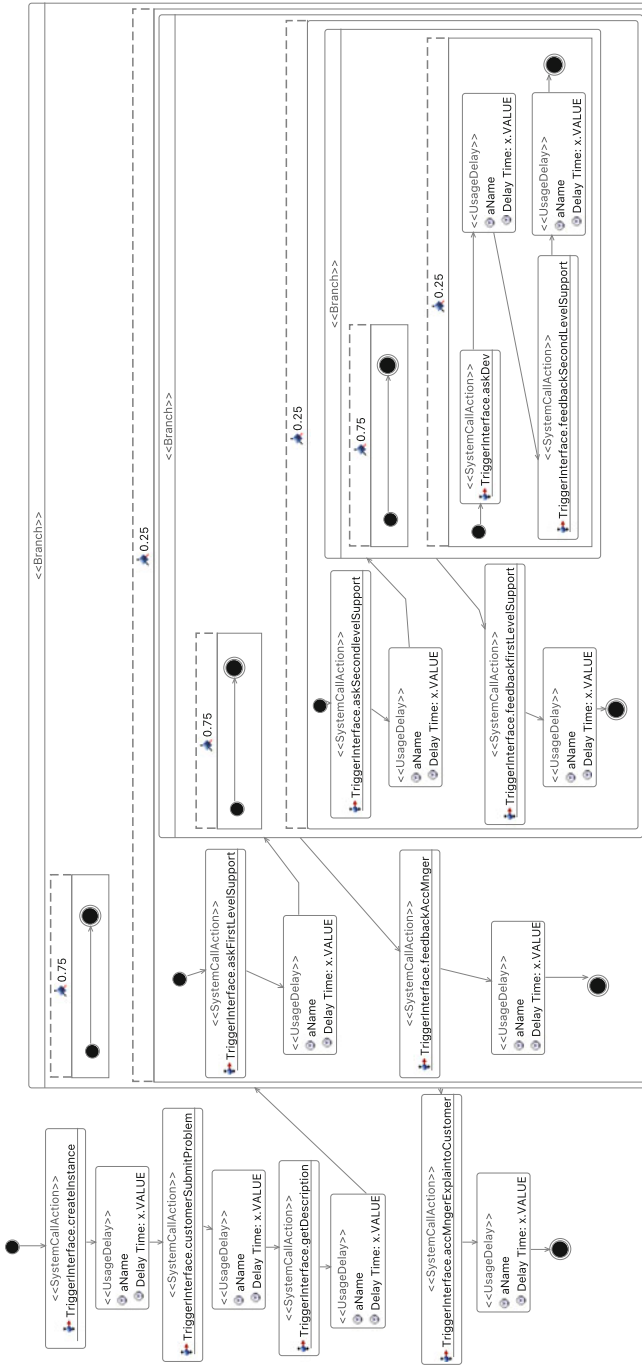 <<SystemCallAction>>
TriggerInterface.createInstance
<<UsageDelay>>
aName
Delay Time: x.VALUE
<<SystemCallAction>>
TriggerInterface.customerSubmitProblem
<<UsageDelay>>
aName
Delay Time: x.VALUE
<<SystemCallAction>>
TriggerInterface.getDescription
<<UsageDelay>>
aName
Delay Time: x.VALUE
<<Branch>>
0.75
0.25
<<SystemCallAction>>
TriggerInterface.askFirstLevelSupport
<<UsageDelay>>
aName
Delay Time: x.VALUE
<<Branch>>
0.75
0.25
<<SystemCallAction>>
TriggerInterface.askSecondlevelSupport
<<UsageDelay>>
aName
Delay Time: x.VALUE
<<Branch>>
0.75
0.25
<<SystemCallAction>>
TriggerInterface.askDev
<<UsageDelay>>
aName
Delay Time: x.VALUE
<<SystemCallAction>>
TriggerInterface.feedbackSecondLevelSupport
<<UsageDelay>>
aName
Delay Time: x.VALUE
<<SystemCallAction>>
TriggerInterface.feedbackfirstLevelSupport
<<UsageDelay>>
aName
Delay Time: x.VALUE
<<SystemCallAction>>
TriggerInterface.feedbackAccMnger
<<UsageDelay>>
aName
Delay Time: x.VALUE
<<SystemCallAction>>
TriggerInterface.accMngerExplaintoCustomer
<<UsageDelay>>
aName
Delay Time: x.VALUE